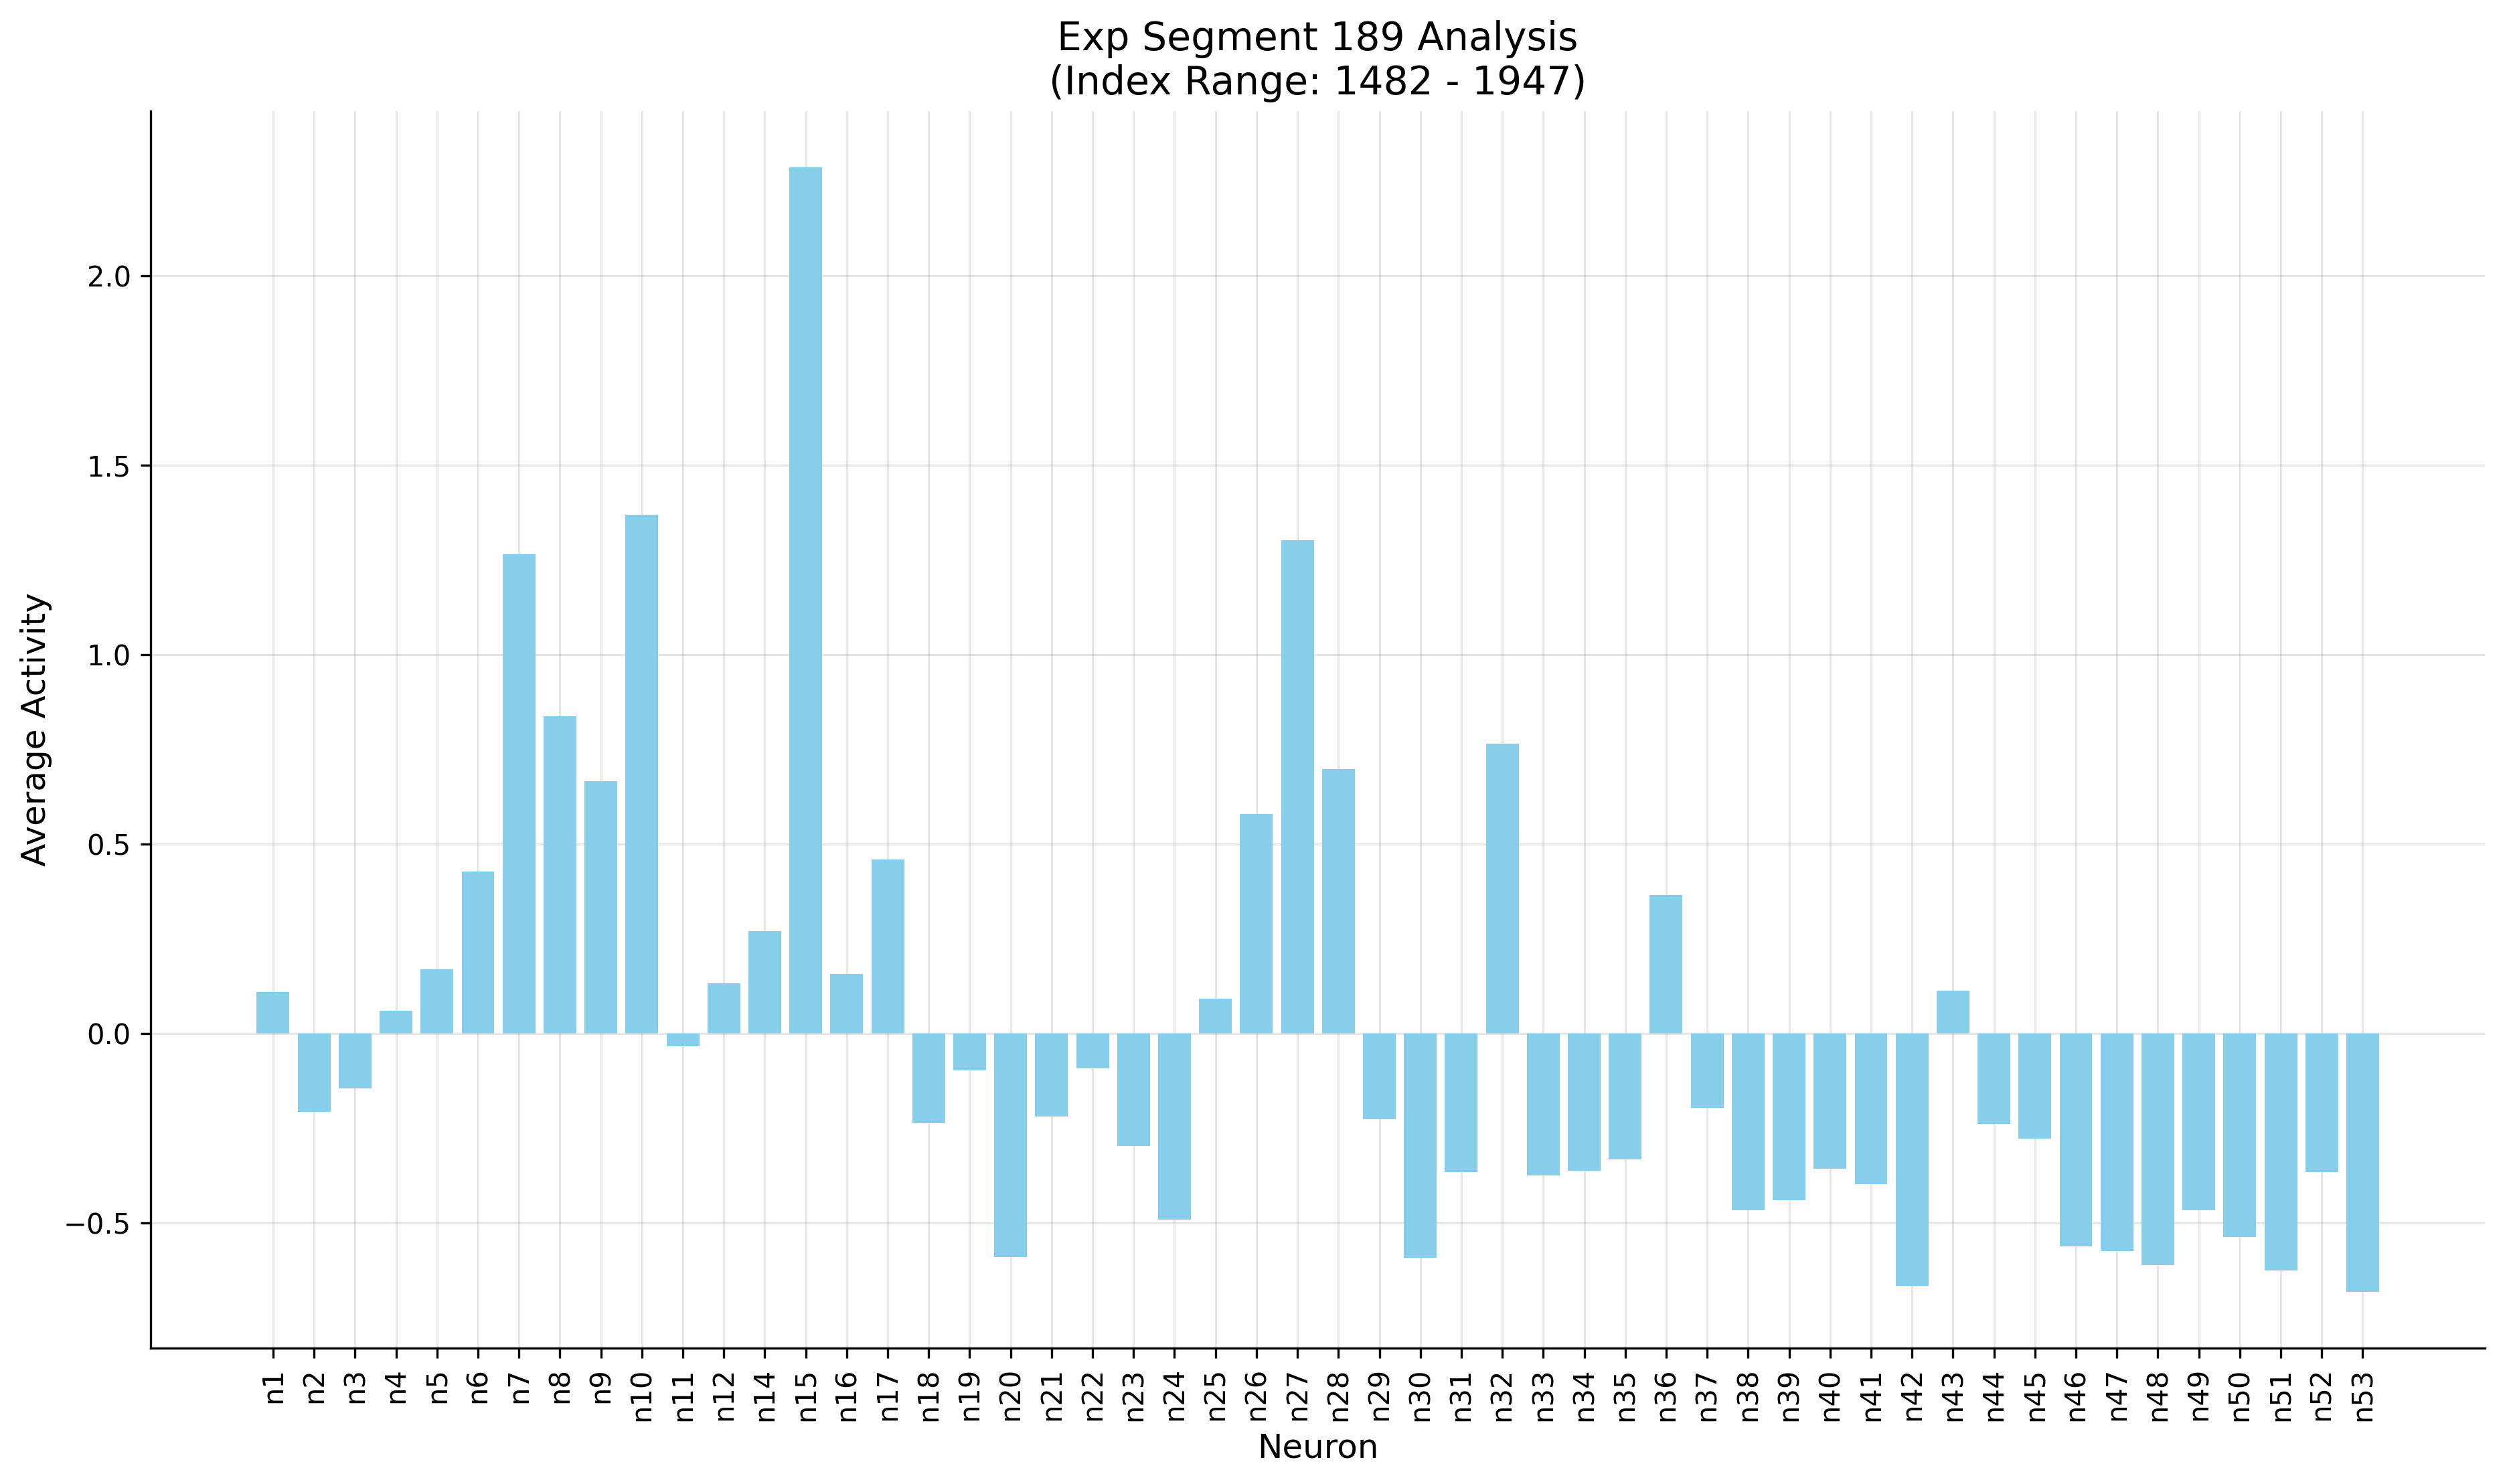 Exp Segment 189 Analysis
(Index Range: 1482 - 1947)
Average Activity
2.0
1.5
1.0
0.5
0.0
−0.5
n1
n2
n3
n4
n5
n6
n7
n8
n9
n10
n11
n12
n14
n15
n16
n17
n18
n19
n20
n21
n22
n23
n24
n25
n26
n27
n28
n29
n30
n31
n32
n33
n34
n35
n36
n37
n38
n39
n40
n41
n42
n43
n44
n45
n46
n47
n48
n49
n50
n51
n52
n53
Neuron